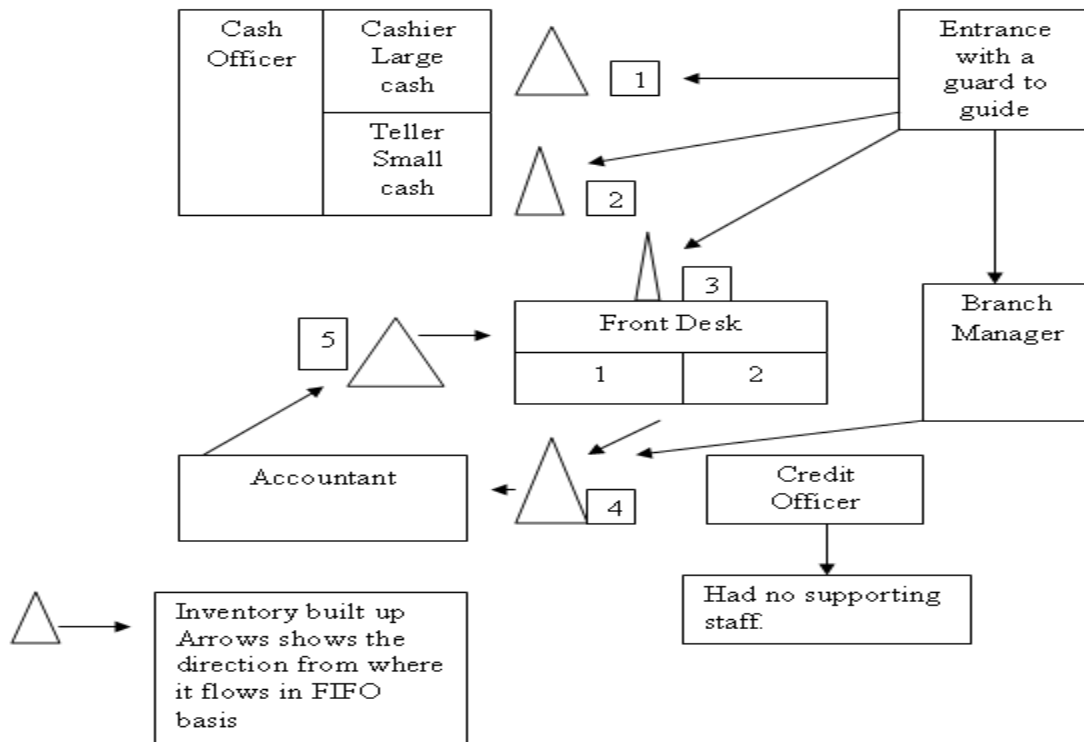 Cash
Officer
Cashier
Large
cash
1
Entrance
with a
guard to
guide
Teller
Small
cash
2
3
Front Desk
1
2
5
Branch
Manager
Accountant
4
Credit
Officer
Had no supporting
staff.
Inventory built up
Arrows shows the
direction from where
it flows in FIFO
basis